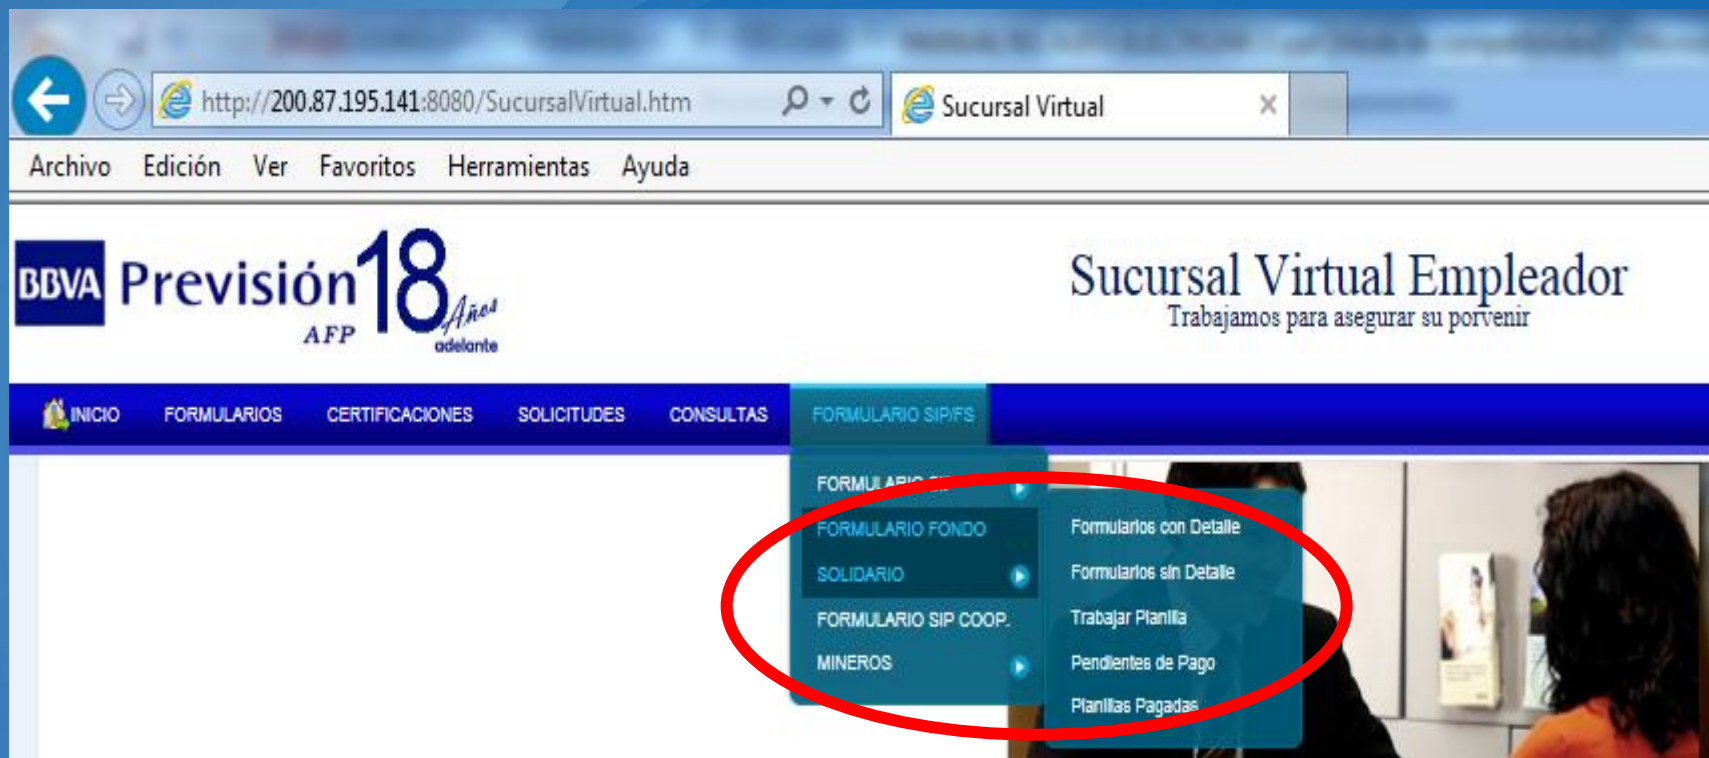 http://200.87.195.141:8080/SucursalVirtual.htm
Sucursal Virtual
Archivo Edición Ver Favoritos Herramientas Ayuda
BBVA Previsión 18 Años
AFP adelante
Sucursal Virtual Empleador
Trabajamos para asegurar su porvenir
INICIO FORMULARIOS CERTIFICACIONES SOLICITUDES CONSULTAS FORMULARIO SIP/FS
FORMULARIO SIP
FORMULARIO FONDO
SOLIDARIO
FORMULARIO SIP COOP.
MINEROS
Formularios con Detalle
Formularios sin Detalle
Trabajar Planilla
Pendientes de Pago
Planillas Pagadas